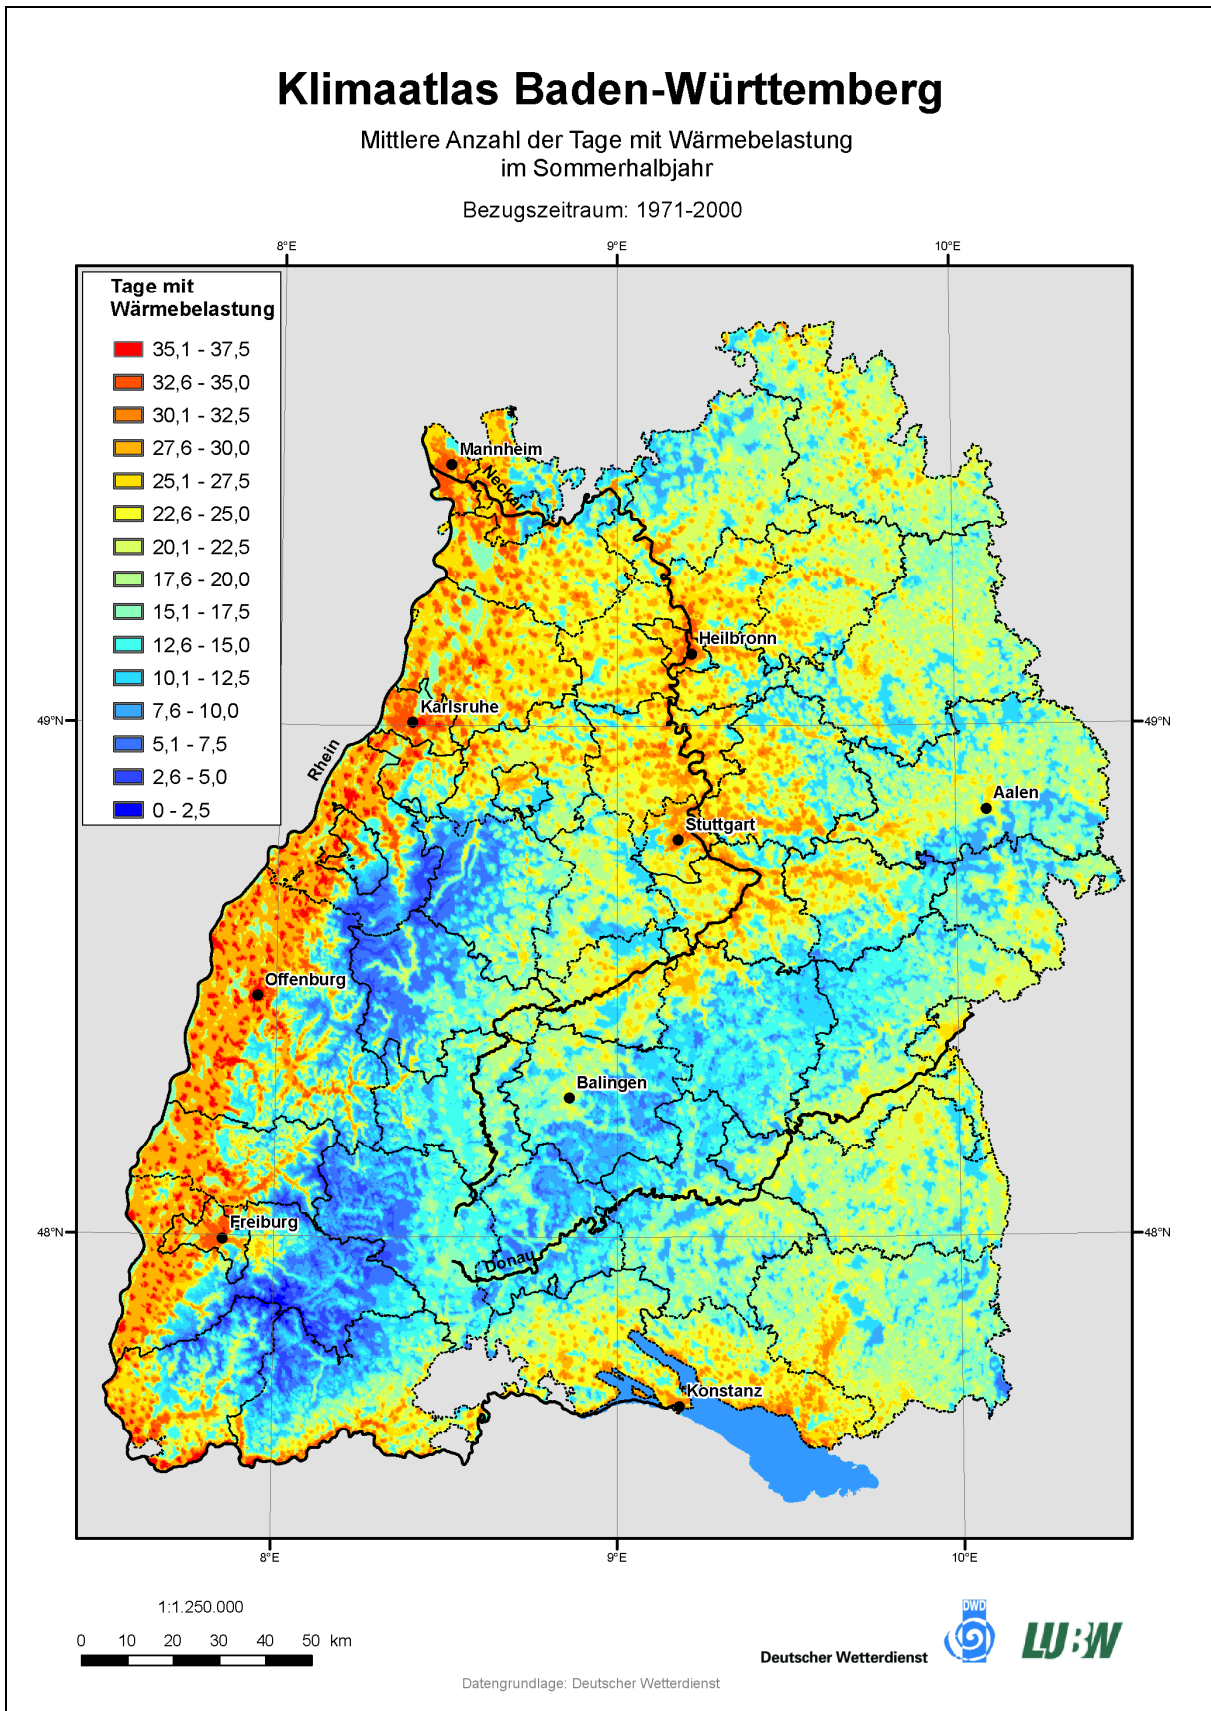 Klimaatlas Baden-Württemberg
Mittlere Anzahl der Tage mit Wärmebelastung
im Sommerhalbjahr
Bezugszeitraum: 1971-2000
8°E
9°E
10°E
Tage mit
Wärmebelastung
35,1 - 37,5
32,6 - 35,0
30,1 - 32,5
27,6 - 30,0
25,1 - 27,5
22,6 - 25,0
20,1 - 22,5
17,6 - 20,0
15,1 - 17,5
12,6 - 15,0
10,1 - 12,5
7,6 - 10,0
5,1 - 7,5
2,6 - 5,0
0 - 2,5
Mannheim
Neckar
Heilbronn
Karlsruhe
49°N
49°N
Rhein
Aalen
Stuttgart
Offenburg
Balingen
Freiburg
48°N
48°N
Donau
Konstanz
8°E
9°E
10°E
1:1.250.000
0 10 20 30 40 50 km
DWD
LUBW
Deutscher Wetterdienst
Datengrundlage: Deutscher Wetterdienst